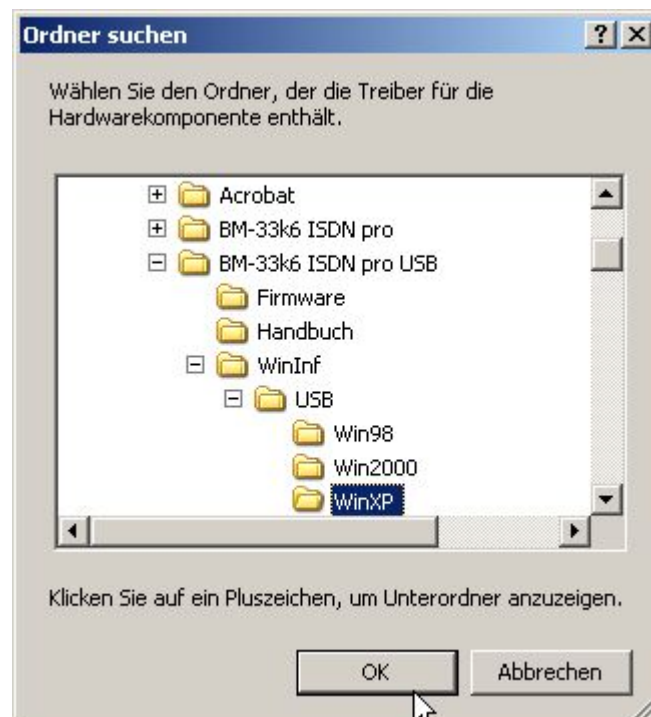 Ordner suchen
Wählen Sie den Ordner, der die Treiber für die
Hardwarekomponente enthält.
Acrobat
BM-33k6 ISDN pro
BM-33k6 ISDN pro USB
Firmware
Handbuch
WinInf
USB
Win98
Win2000
WinXP
Klicken Sie auf ein Pluszeichen, um Unterordner anzuzeigen.
OK
Abbrechen